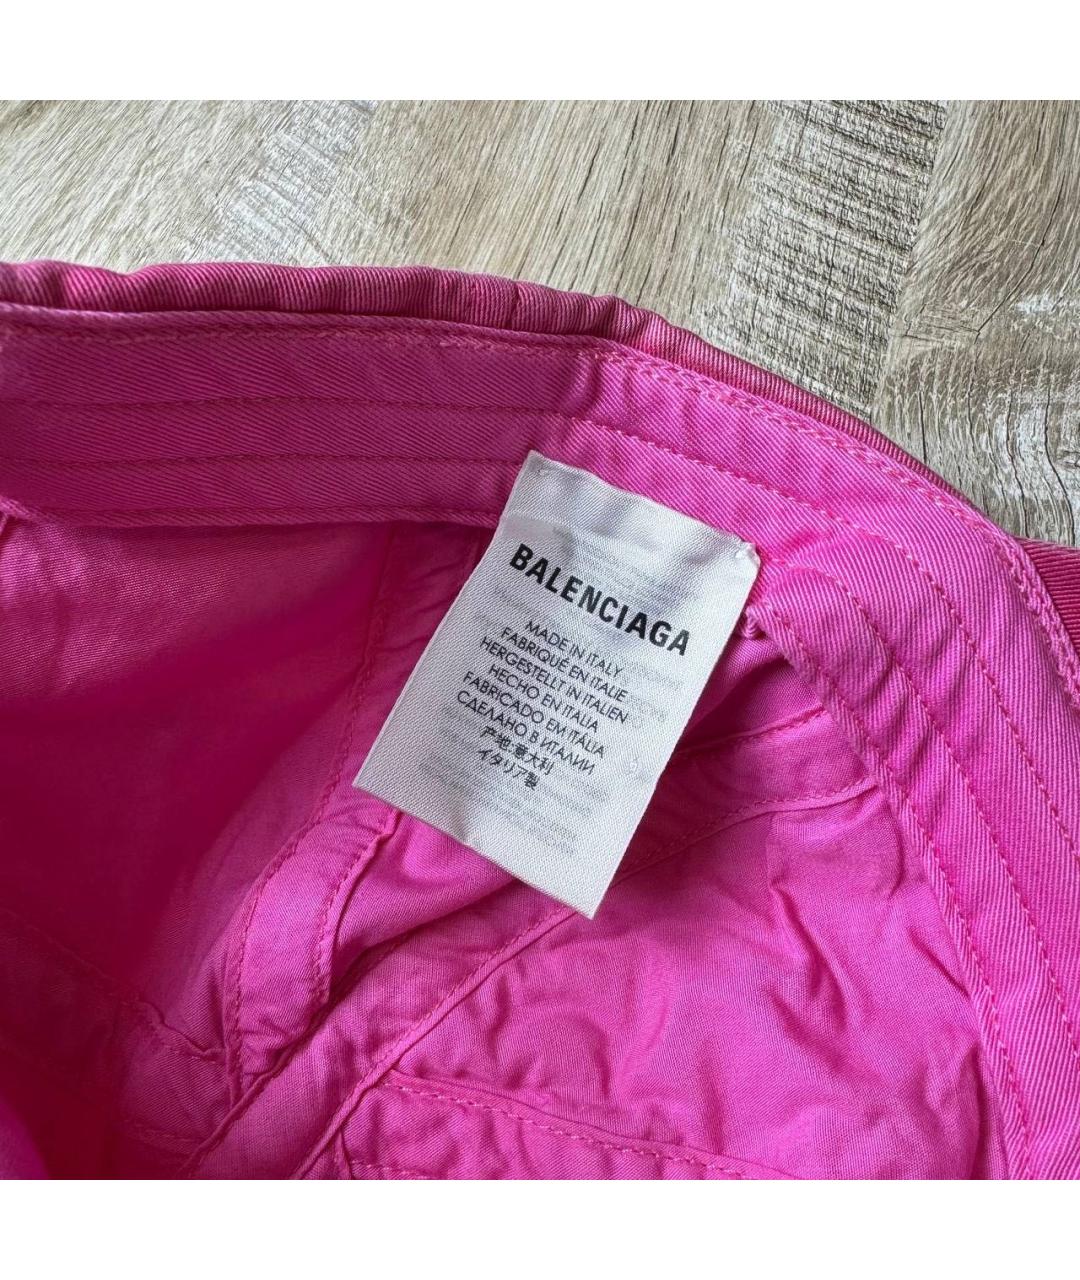 BALENCIAGA
MADE IN ITALY
FABRIQUÉ EN ITALIE
HERGESTELLT IN ITALIEN
HECHO EN ITALIA
FABRICADO EM ITÁLIA
СДЕЛАНО В ИТАЛИИ
产地 意大利
イタリア製